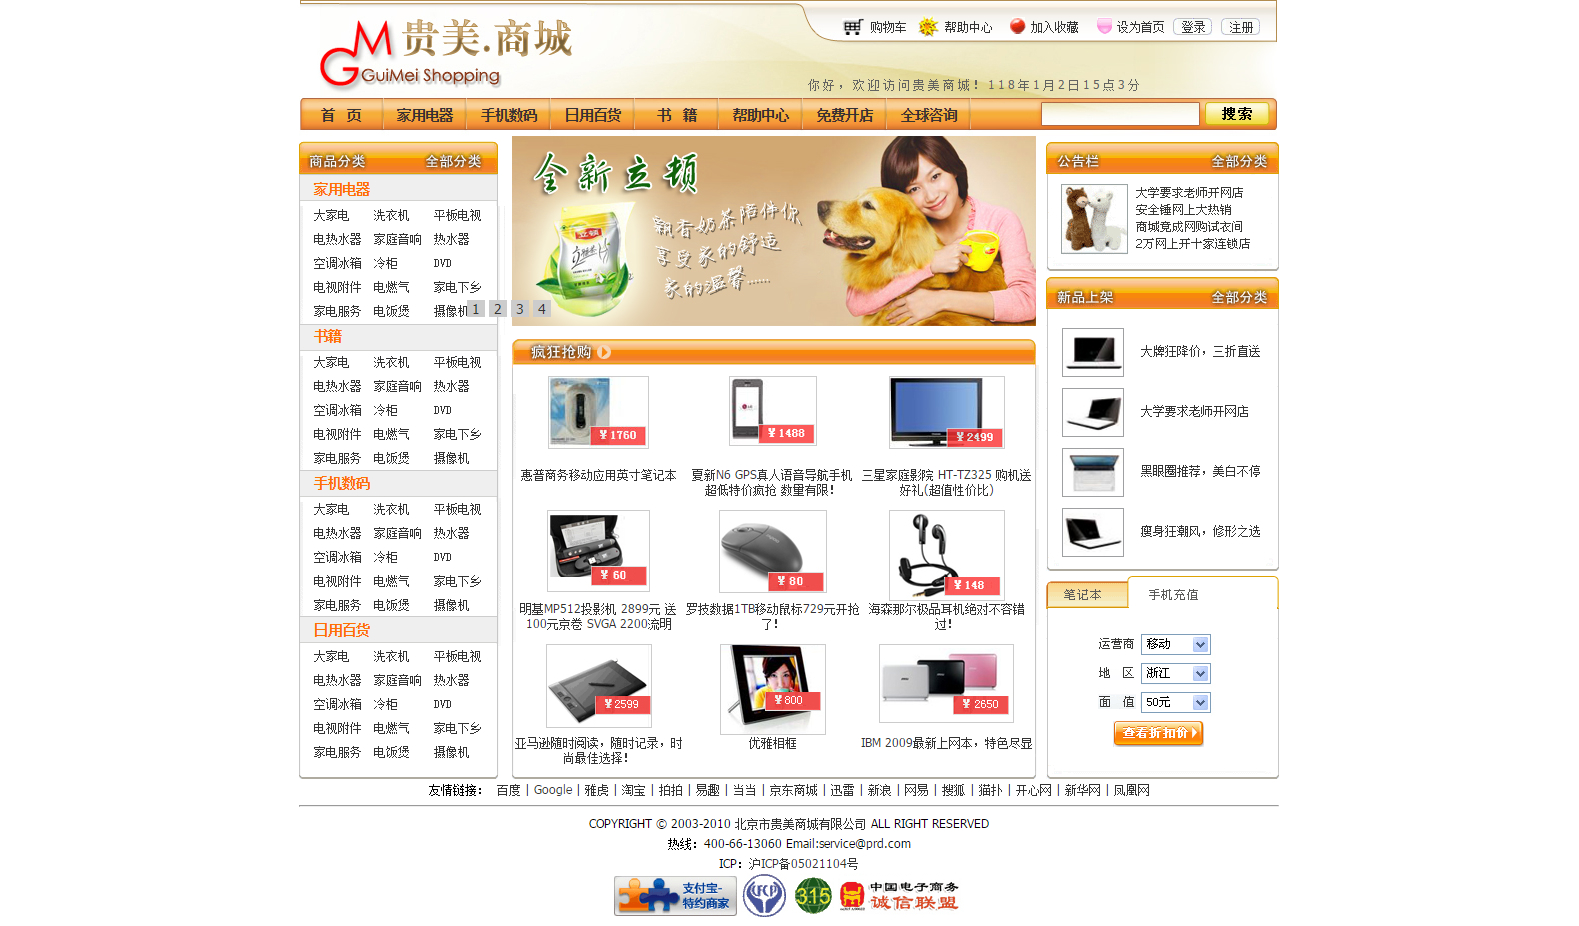 贵美.商城
GuiMei Shopping
购物车 帮助中心 加入收藏 设为首页 登录 注册
你好，欢迎访问贵美商城！118年1月2日15点3分
首 页 家用电器 手机数码 日用百货 书 籍 帮助中心 免费开店 全球咨询 搜索
商品分类 全部分类
家用电器
大家电 洗衣机 平板电视
电热水器 家庭音响 热水器
空调冰箱 冷柜 DVD
电视附件 电燃气 家电下乡
家电服务 电饭煲 摄像机
书籍
大家电 洗衣机 平板电视
电热水器 家庭音响 热水器
空调冰箱 冷柜 DVD
电视附件 电燃气 家电下乡
家电服务 电饭煲 摄像机
手机数码
大家电 洗衣机 平板电视
电热水器 家庭音响 热水器
空调冰箱 冷柜 DVD
电视附件 电燃气 家电下乡
家电服务 电饭煲 摄像机
日用百货
大家电 洗衣机 平板电视
电热水器 家庭音响 热水器
空调冰箱 冷柜 DVD
电视附件 电燃气 家电下乡
家电服务 电饭煲 摄像机
全新立顿
飘香奶茶陪伴你
享受家的舒适
家的温馨......
立顿
1 2 3 4
疯狂抢购
¥ 1760
¥ 1488
¥ 2499
惠普商务移动应用英寸笔记本
夏新N6 GPS真人语音导航手机
超低特价疯抢 数量有限！
三星家庭影院 HT-TZ325 购机送
好礼(超值性价比)
¥ 60
¥ 80
¥ 148
明基MP512投影机 2899元 送
100元京卷 SVGA 2200流明
罗技数据1TB移动鼠标729元开抢
了！
海森那尔极品耳机绝对不容错
过！
¥ 2599
¥ 800
¥ 2650
亚马逊随时阅读，随时记录，时
尚最佳选择！
优雅相框
IBM 2009最新上网本，特色尽显
公告栏 全部分类
大学要求老师开网店
安全锤网上大热销
商城竟成网购试衣间
2万网上开十家连锁店
新品上架 全部分类
大牌狂降价，三折直送
大学要求老师开网店
黑眼圈推荐，美白不停
瘦身狂潮风，修形之选
笔记本 手机充值
运营商 移动
地 区 浙江
面 值 50元
查看折扣价
友情链接： 百度 | Google | 雅虎 | 淘宝 | 拍拍 | 易趣 | 当当 | 京东商城 | 迅雷 | 新浪 | 网易 | 搜狐 | 猫扑 | 开心网 | 新华网 | 凤凰网
COPYRIGHT © 2003-2010 北京市贵美商城有限公司 ALL RIGHT RESERVED
热线：400-66-13060 Email:service@prd.com
ICP：沪ICP备05021104号
支付宝-
特约商家
315
中国电子商务
诚信联盟